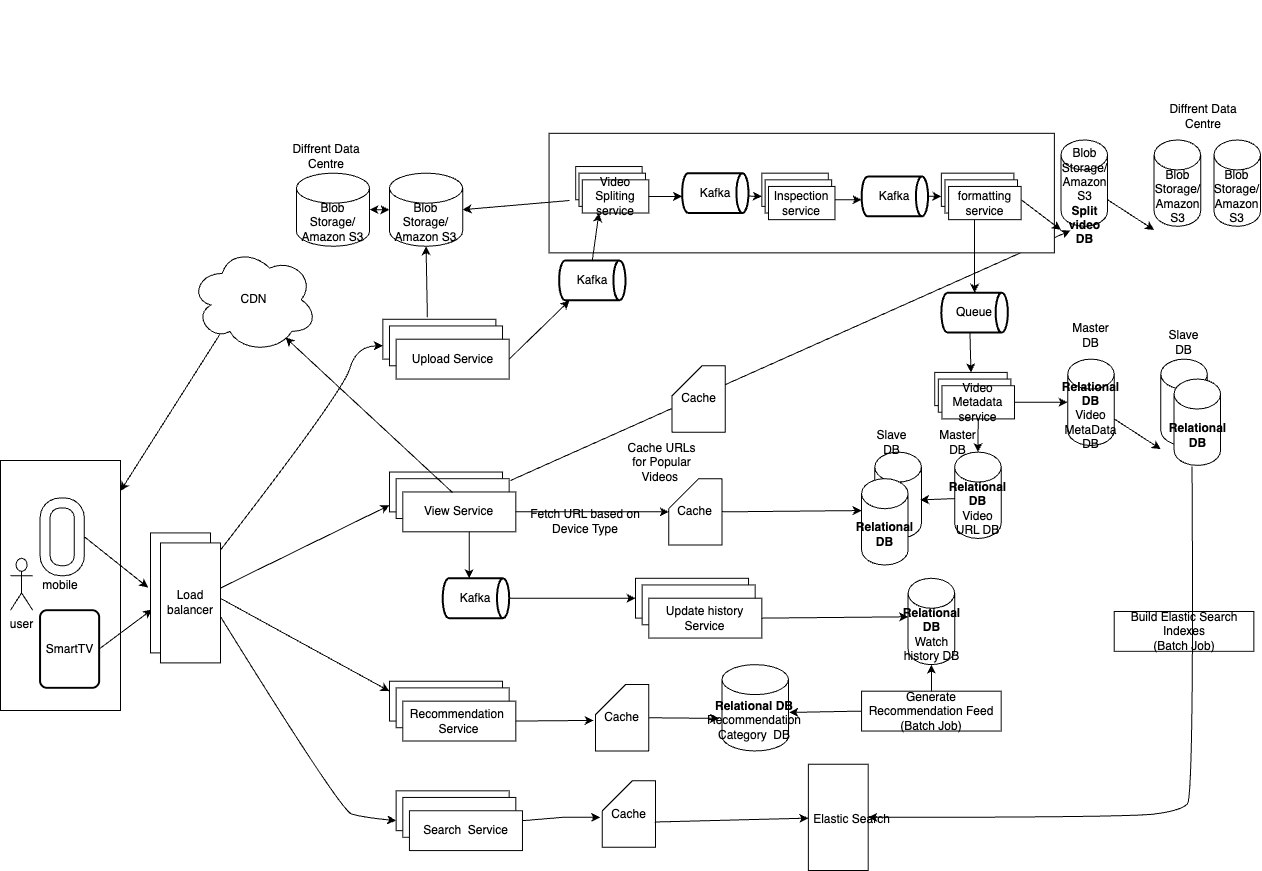 Diffrent Data
Centre
Diffrent Data
Centre
Blob
Storage/
Amazon S3
Blob
Storage/
Amazon S3
Video
Spliting
service
Kafka
Inspection
service
Kafka
formatting
service
Blob
Storage/
Amazon
S3
Split
video
DB
Blob
Storage/
Amazon
S3
Blob
Storage/
Amazon
S3
CDN
Kafka
Queue
Upload Service
Master
DB
Slave
DB
Cache
Video
Metadata
service
Relational
DB
Video
MetaData
DB
Relational
DB
Cache URLs
for Popular
Videos
Slave
DB
Master
DB
View Service
Fetch URL based on
Device Type
Cache
Relational
DB
Relational
DB
Video
URL DB
mobile
user
SmartTV
Load
balancer
Kafka
Update history
Service
Relational
DB
Watch
history DB
Build Elastic Search
Indexes
(Batch Job)
Recommendation
Service
Cache
Relational DB
Recommendation
Category DB
Generate
Recommendation Feed
(Batch Job)
Search Service
Cache
Elastic Search